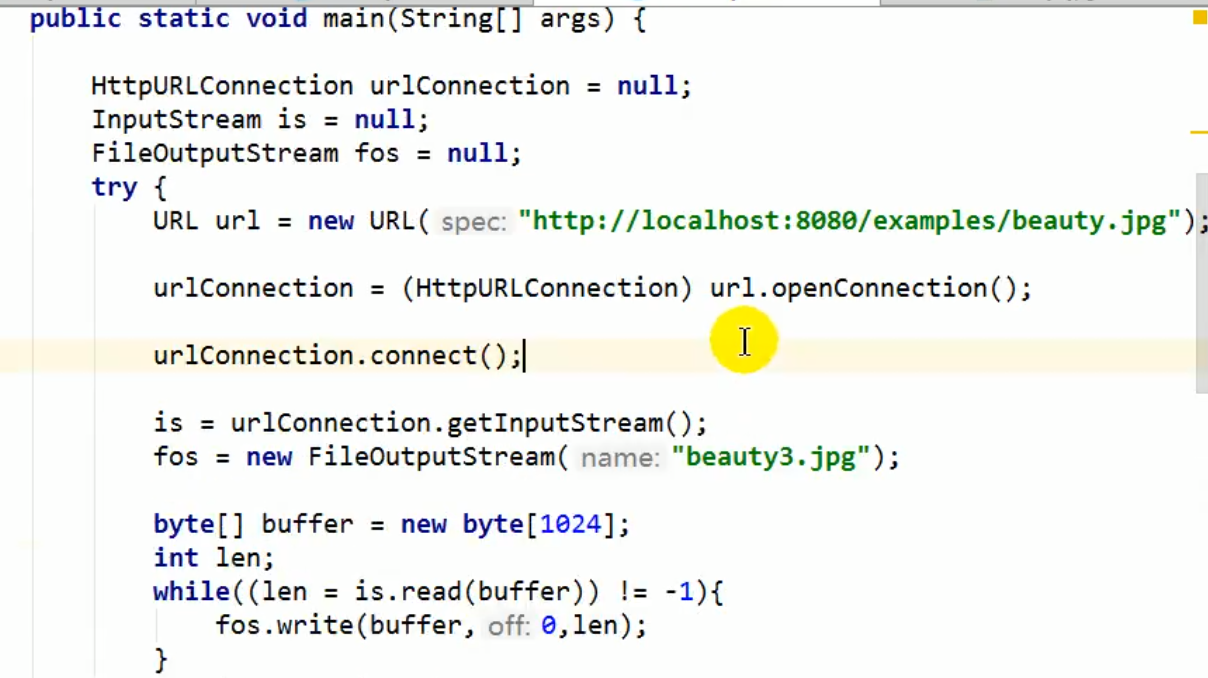 public static void main(String[] args) {
HttpURLConnection urlConnection = null;
InputStream is = null;
FileOutputStream fos = null;
try {
URL url = new URL( spec: "http://localhost:8080/examples/beauty.jpg");
urlConnection = (HttpURLConnection) url.openConnection();
urlConnection.connect();
is = urlConnection.getInputStream();
fos = new FileOutputStream( name: "beauty3.jpg");
byte[] buffer = new byte[1024];
int len;
while((len = is.read(buffer)) != -1){
fos.write(buffer, off: 0,len);
}